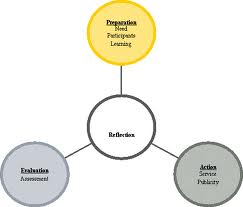 Preparation
Need
Participants
Learning
Reflection
Evaluation
Assessment
Action
Service
Publicity